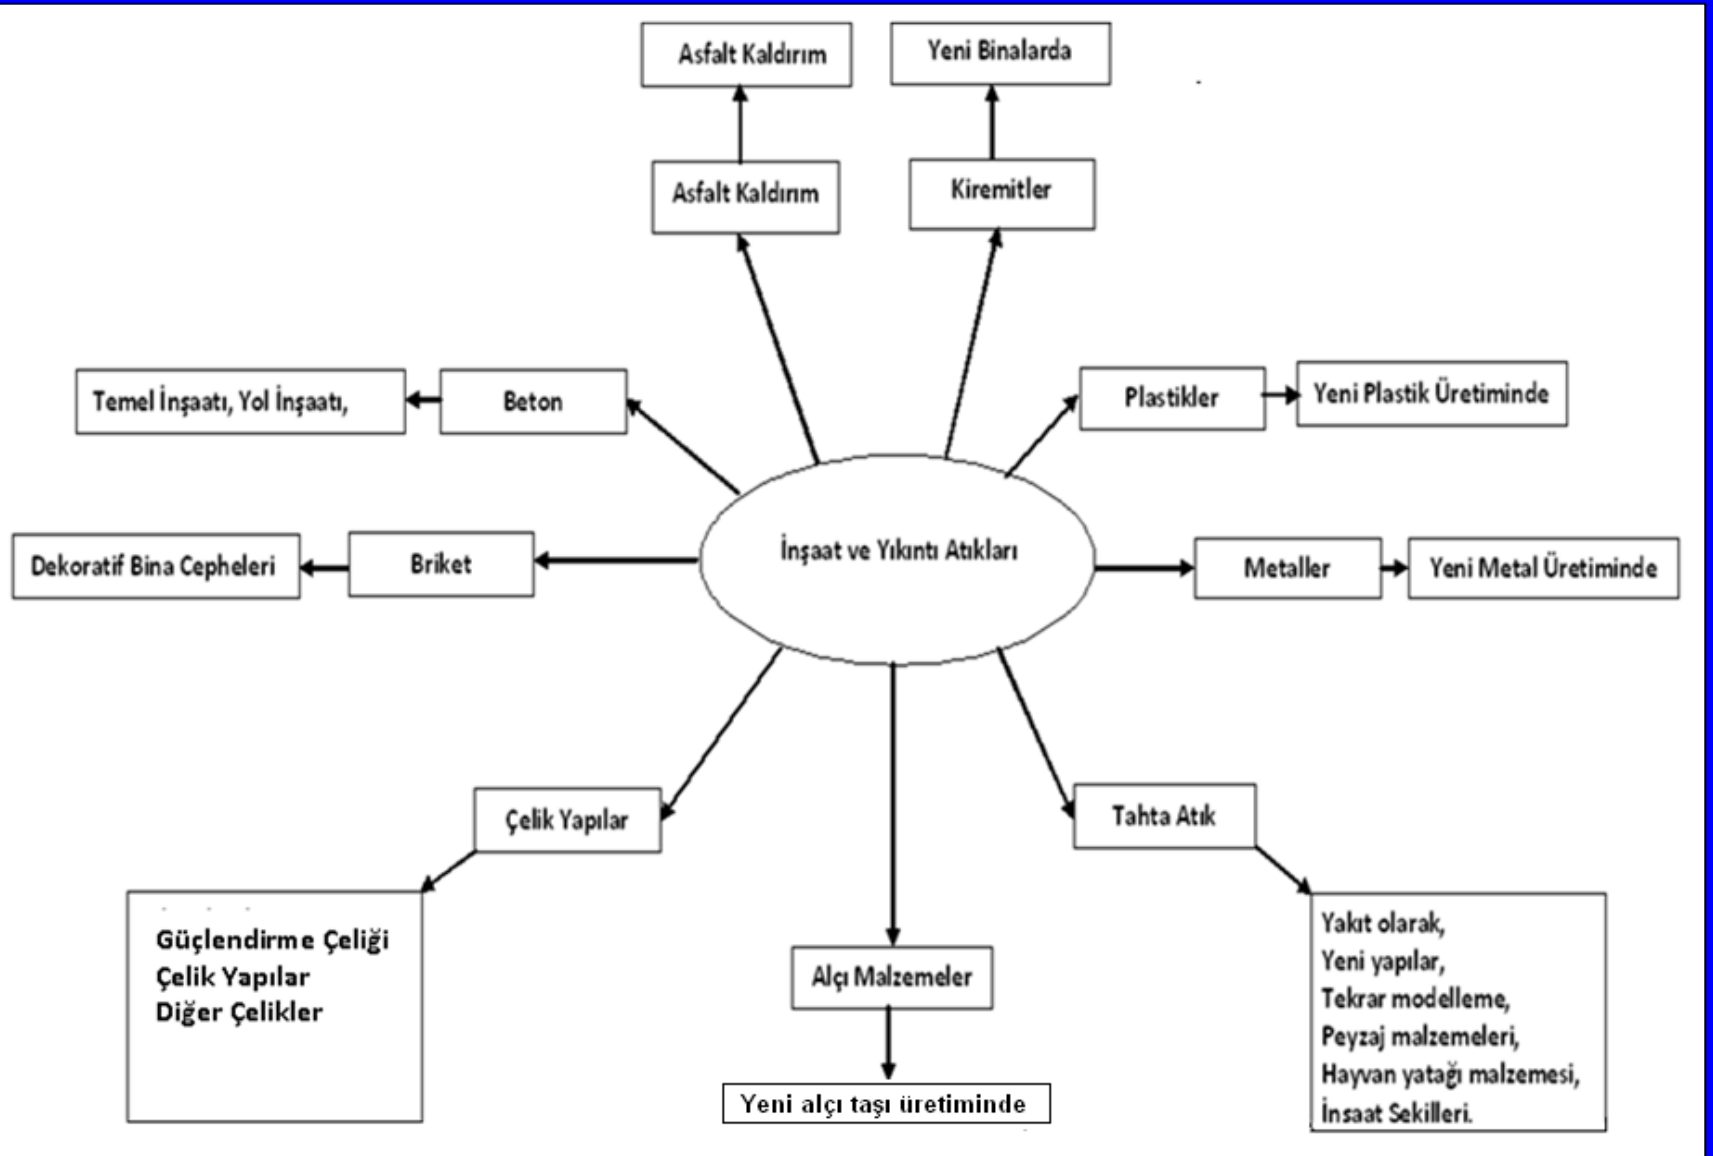 Asfalt Kaldırım
Yeni Binalarda
Asfalt Kaldırım
Kiremitler
Temel İnşaatı, Yol İnşaatı,
Beton
Plastikler
Yeni Plastik Üretiminde
Dekoratif Bina Cepheleri
Briket
İnşaat ve Yıkıntı Atıkları
Metaller
Yeni Metal Üretiminde
Çelik Yapılar
Tahta Atık
Güçlendirme Çeliği
Çelik Yapılar
Diğer Çelikler
Alçı Malzemeler
Yeni alçı taşı üretiminde
Yakıt olarak,
Yeni yapılar,
Tekrar modelleme,
Peyzaj malzemeleri,
Hayvan yatağı malzemesi,
İnsaat Sekilleri.